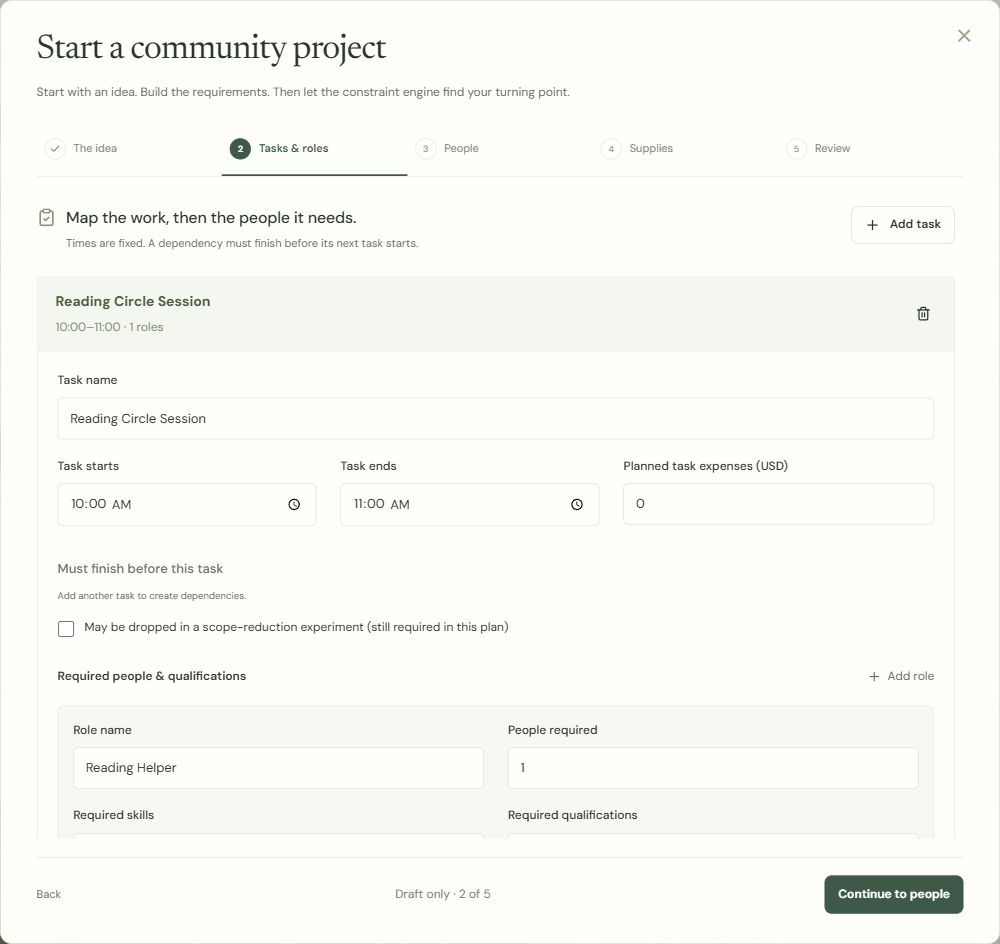 Start a community project
Start with an idea. Build the requirements. Then let the constraint engine find your turning point.
The idea
2 Tasks & roles
3 People
4 Supplies
5 Review
Map the work, then the people it needs.
Times are fixed. A dependency must finish before its next task starts.
+ Add task
Reading Circle Session
10:00–11:00 · 1 roles
Task name
Reading Circle Session
Task starts
Task ends
Planned task expenses (USD)
10:00 AM
11:00 AM
0
Must finish before this task
Add another task to create dependencies.
May be dropped in a scope-reduction experiment (still required in this plan)
Required people & qualifications
+ Add role
Role name
People required
Reading Helper
1
Required skills
Required qualifications
Back
Draft only · 2 of 5
Continue to people